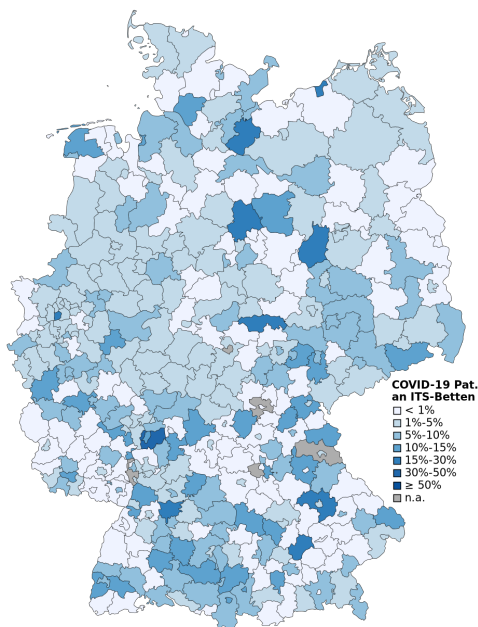 COVID-19 Pat.
an ITS-Betten
< 1%
1%-5%
5%-10%
10%-15%
15%-30%
30%-50%
≥ 50%
n.a.